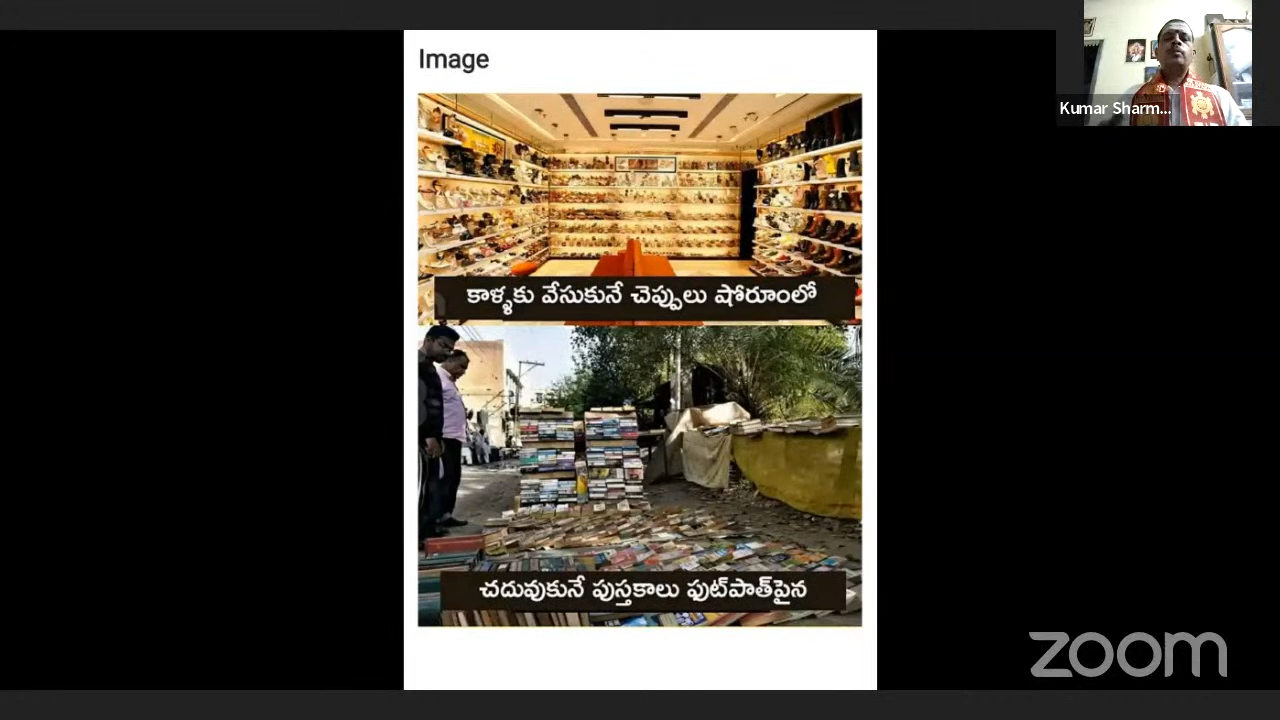 Image
Kumar Sharm...
కాళ్ళకు వేసుకునే చెప్పులు షోరూంలో
చదువుకునే పుస్తకాలు ఫుట్‌పాత్‌పైన
zoom